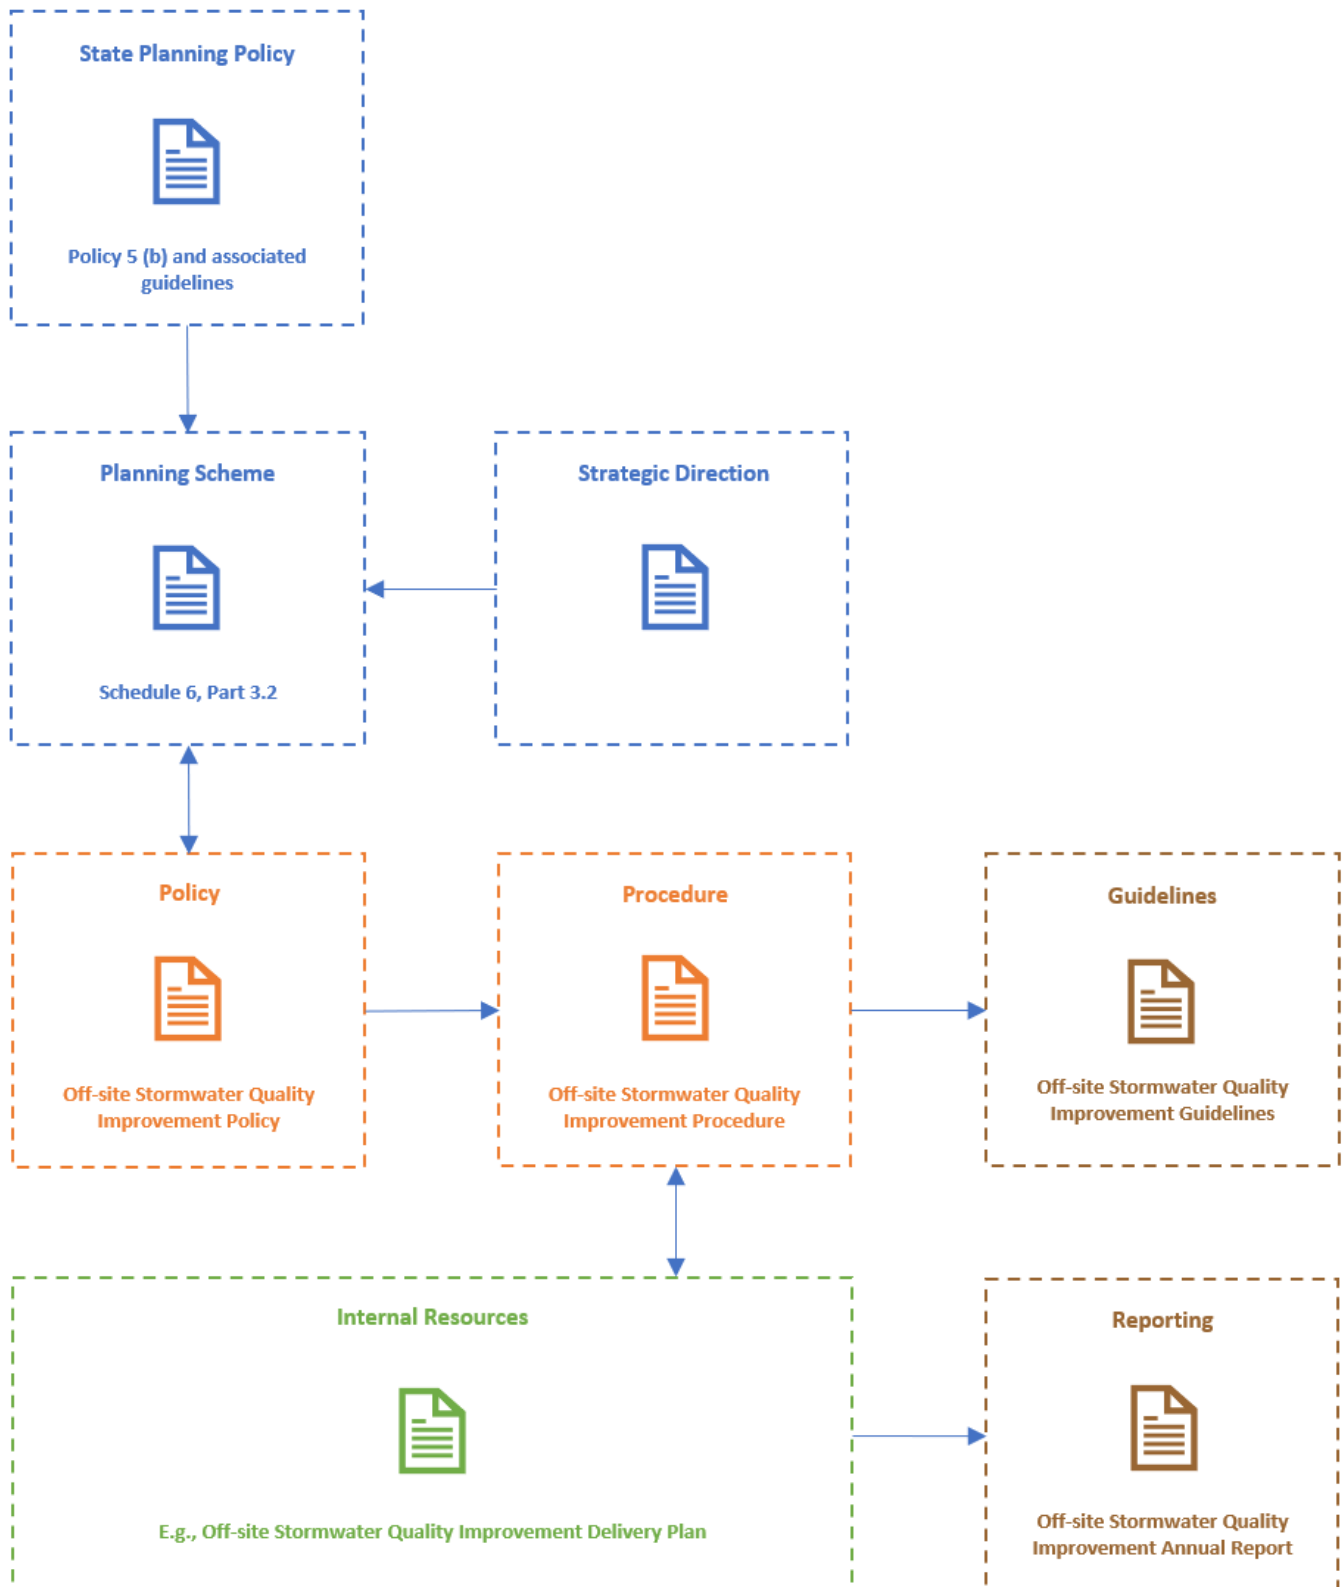 State Planning Policy
Policy 5 (b) and associated
guidelines
Planning Scheme
Schedule 6, Part 3.2
Strategic Direction
Policy
Off-site Stormwater Quality
Improvement Policy
Procedure
Off-site Stormwater Quality
Improvement Procedure
Guidelines
Off-site Stormwater Quality
Improvement Guidelines
Internal Resources
E.g., Off-site Stormwater Quality Improvement Delivery Plan
Reporting
Off-site Stormwater Quality
Improvement Annual Report